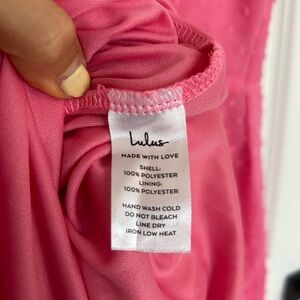 Lulus
MADE WITH LOVE
SHELL:
100% POLYESTER
LINING:
100% POLYESTER
HAND WASH COLD
DO NOT BLEACH
LINE DRY
IRON LOW HEAT